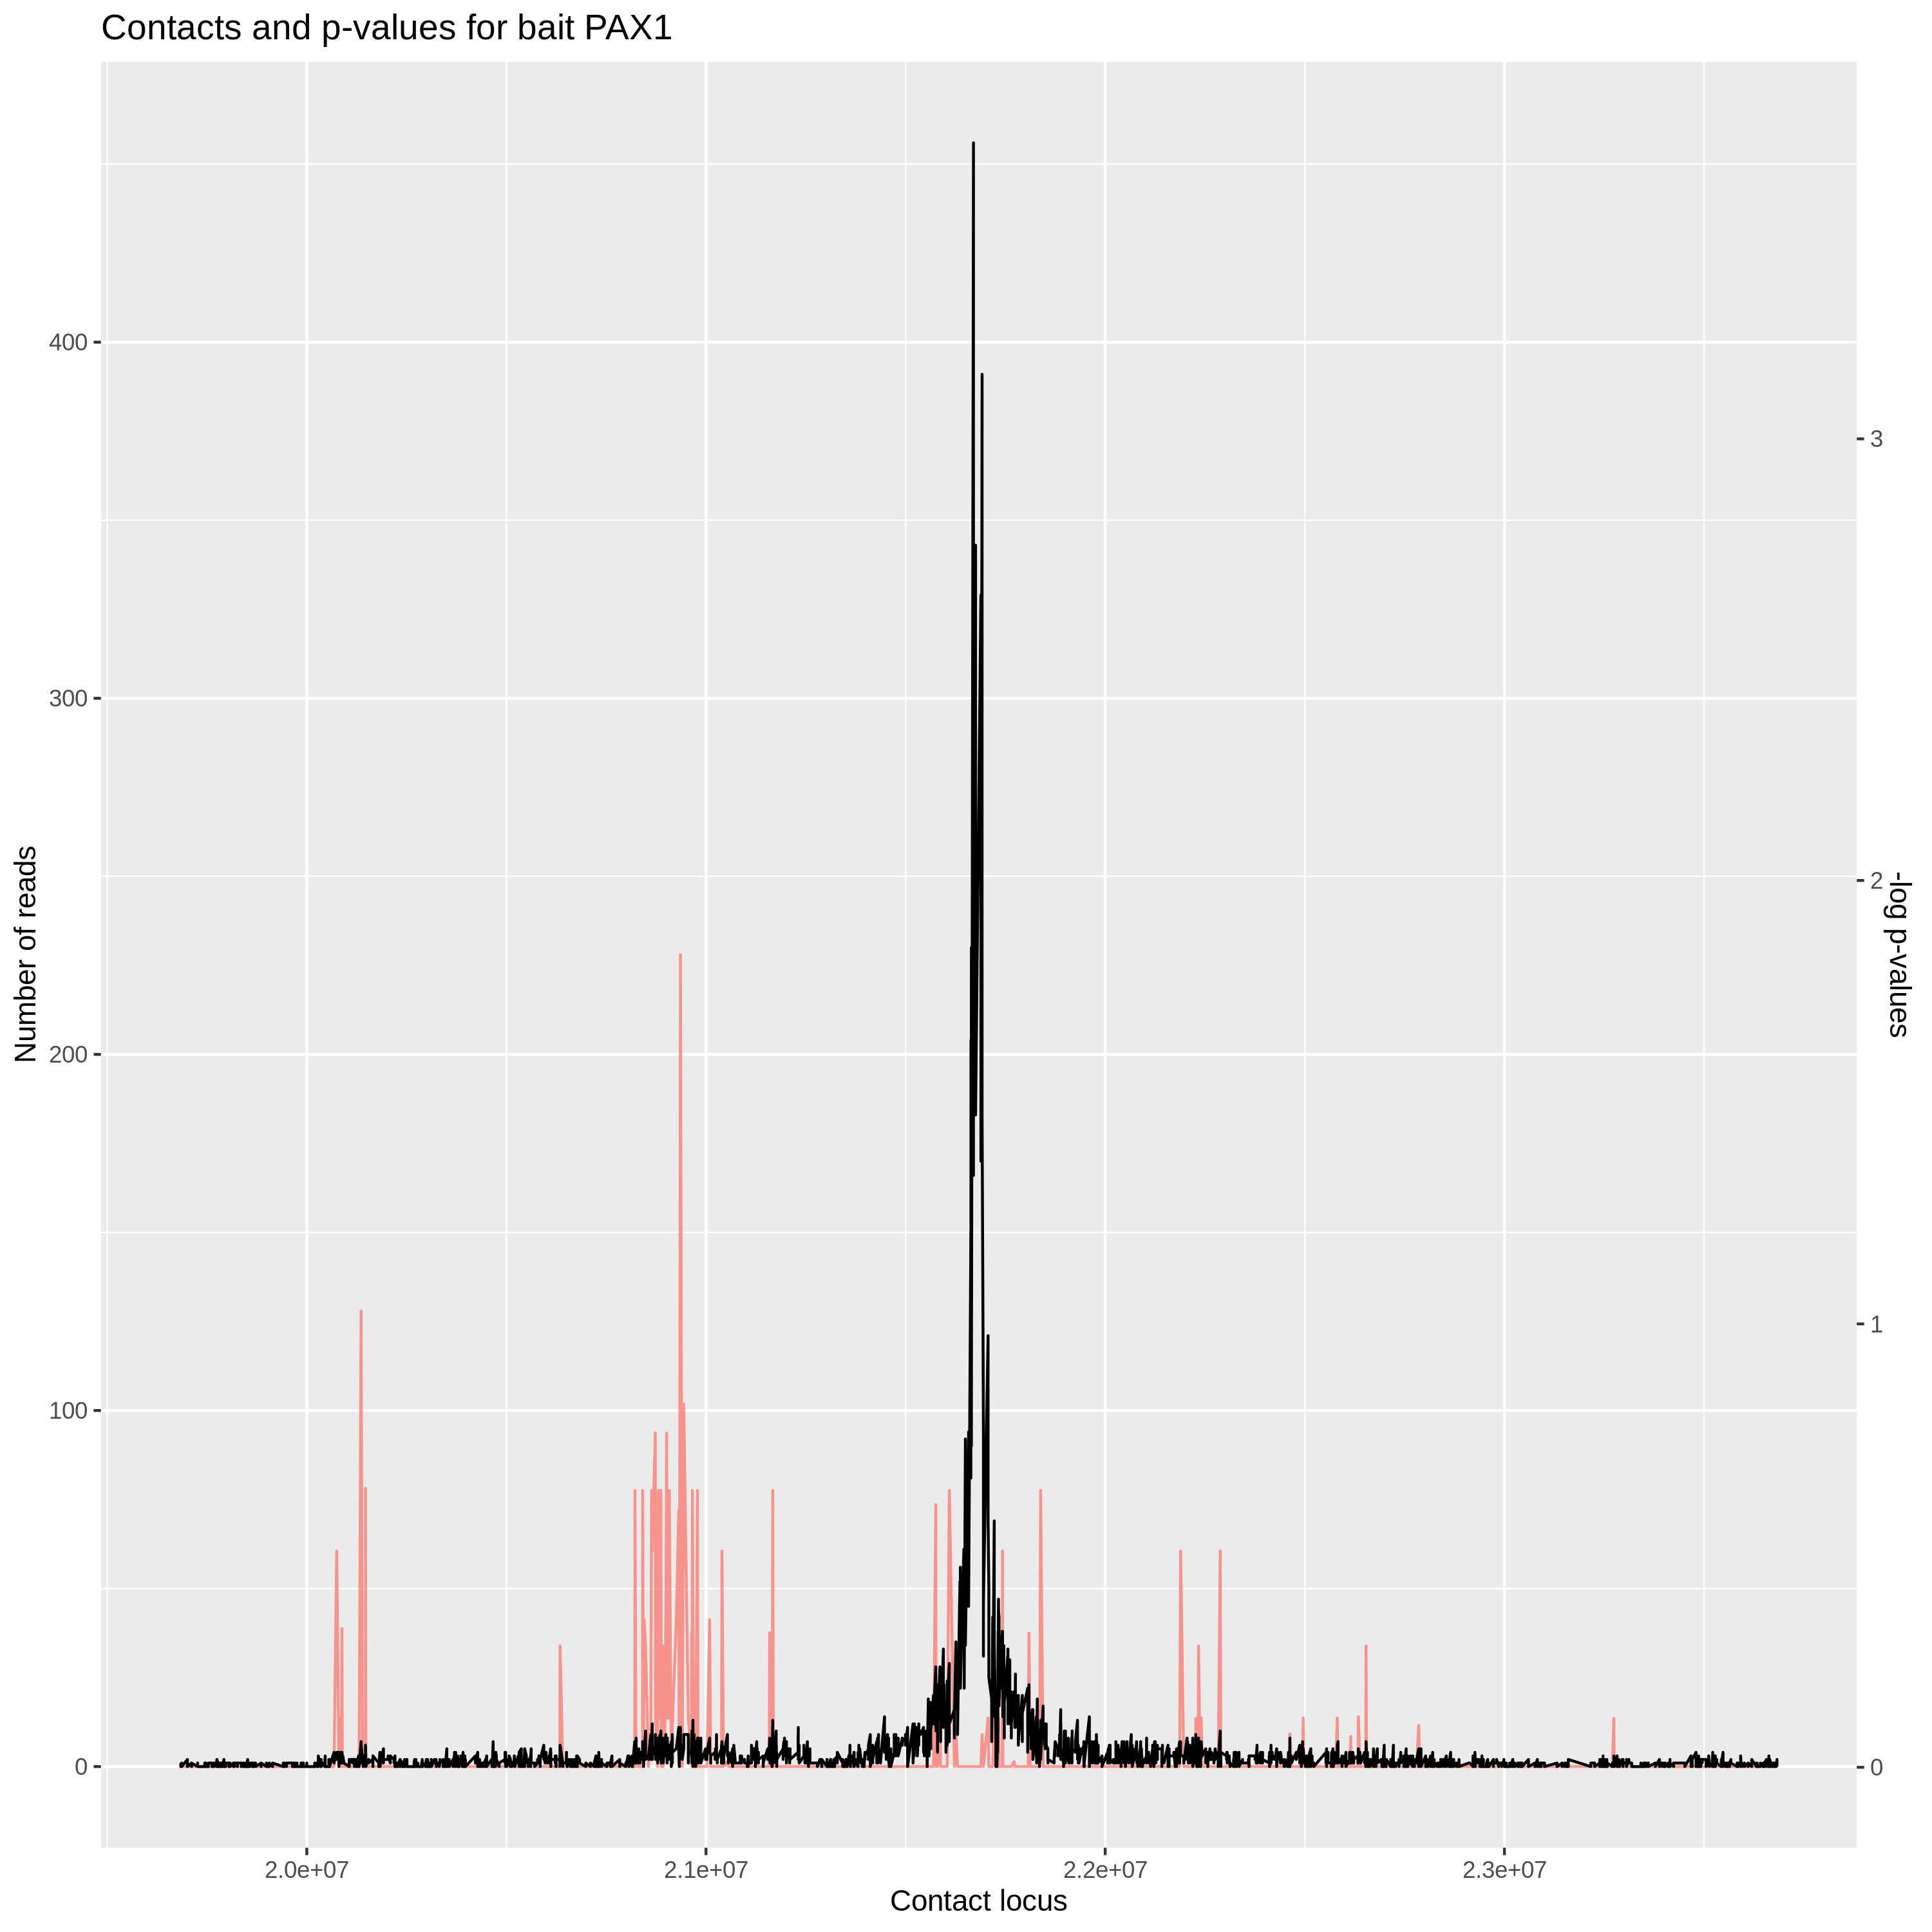 Contacts and p-values for bait PAX1
Number of reads
400
300
200
100
0
3
2
1
0
-log p-values
2.0e+07
2.1e+07
2.2e+07
2.3e+07
Contact locus